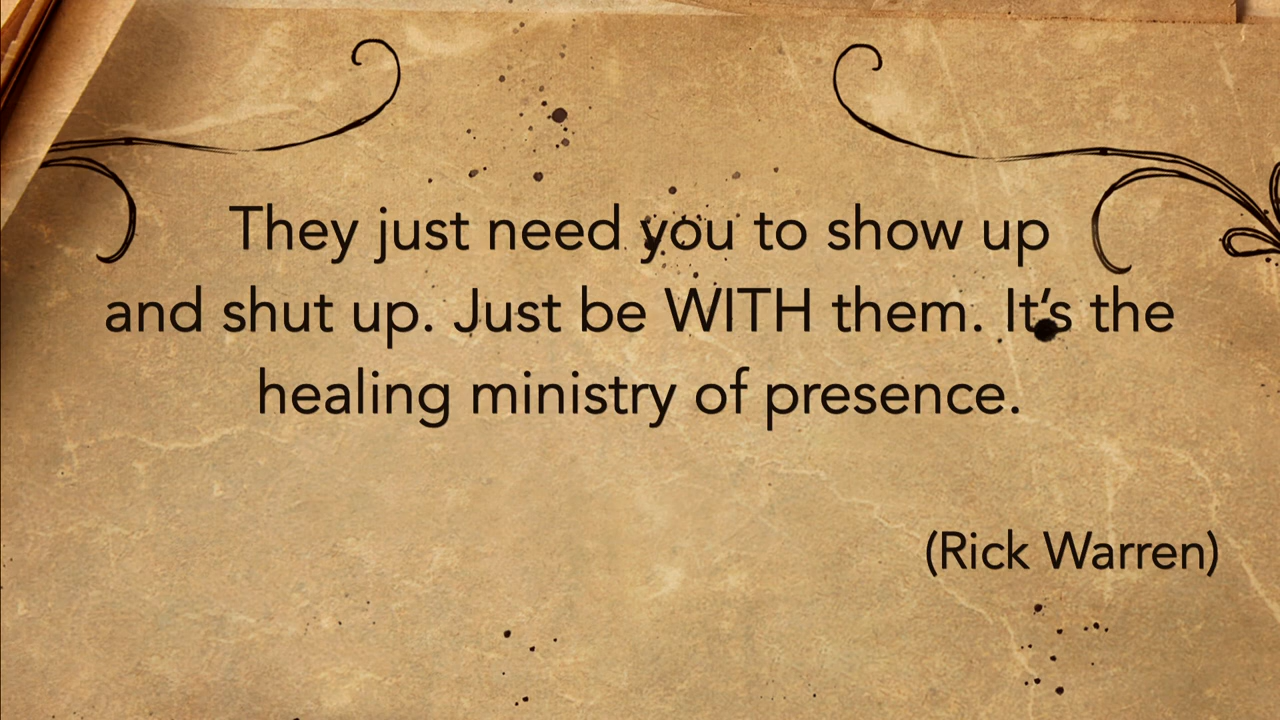 They just need you to show up
and shut up. Just be WITH them. It‘s the
healing ministry of presence.
(Rick Warren)